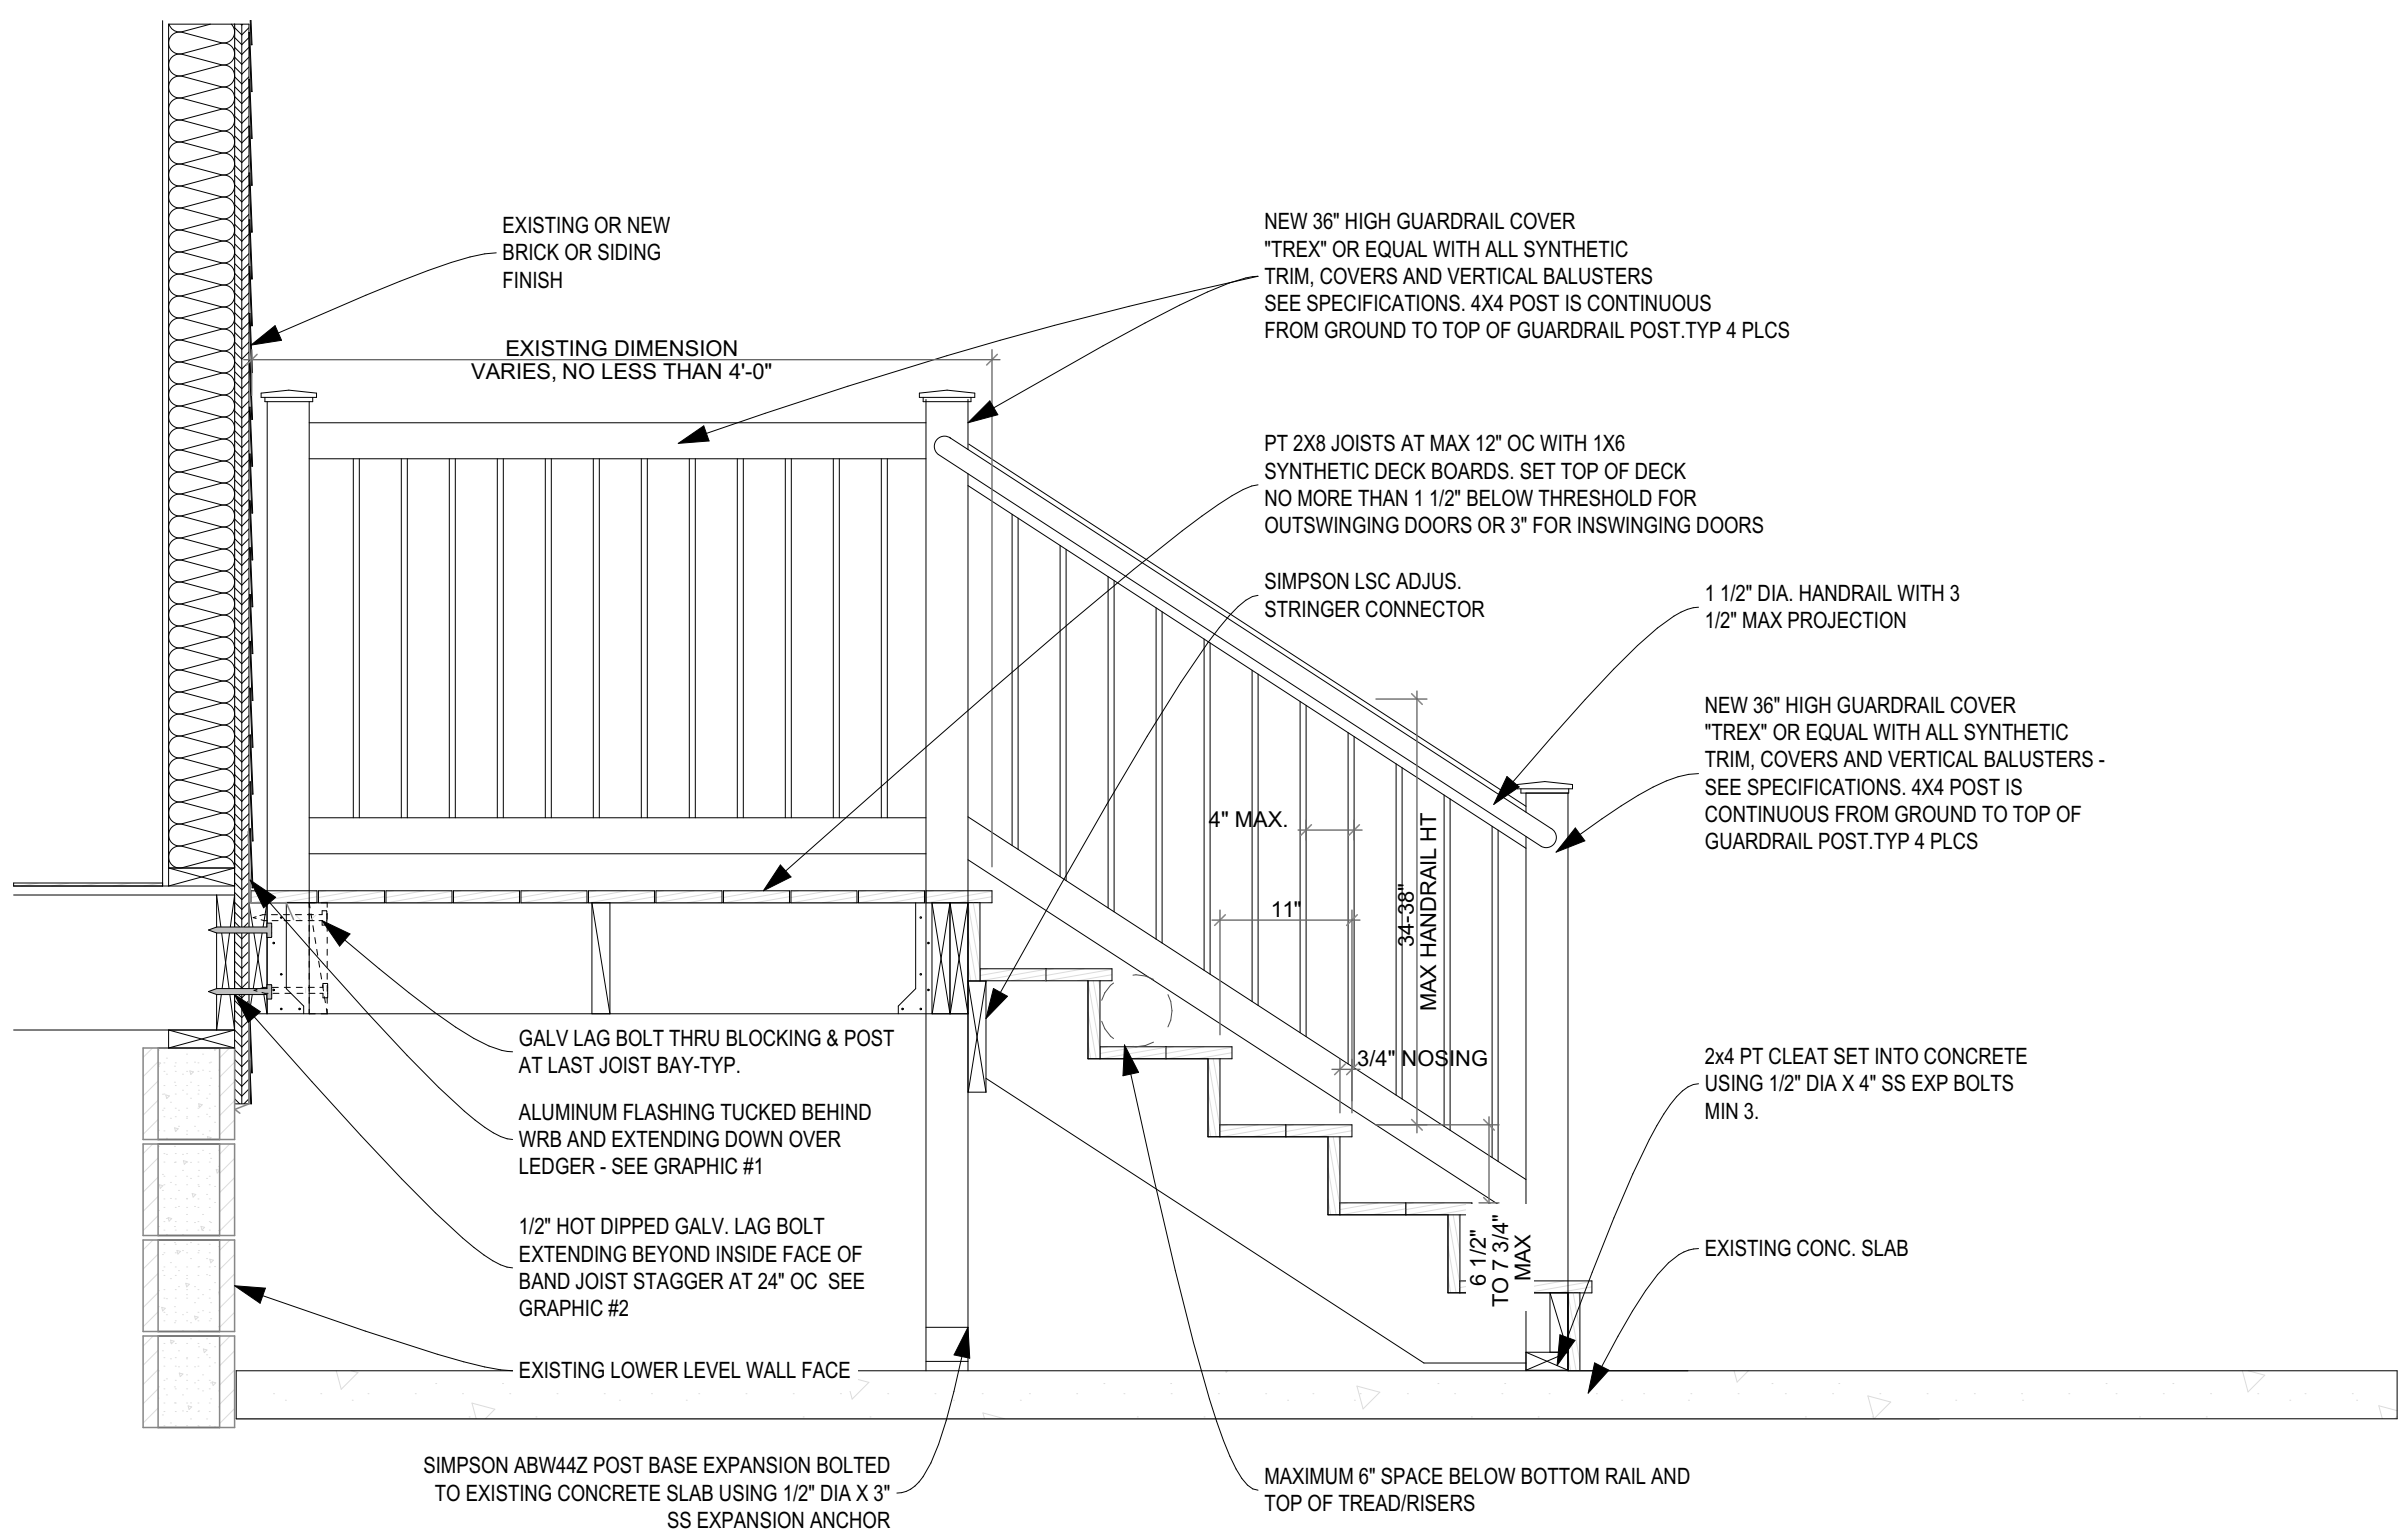 EXISTING OR NEW
BRICK OR SIDING
FINISH
NEW 36" HIGH GUARDRAIL COVER
"TREX" OR EQUAL WITH ALL SYNTHETIC
TRIM, COVERS AND VERTICAL BALUSTERS
SEE SPECIFICATIONS. 4X4 POST IS CONTINUOUS
FROM GROUND TO TOP OF GUARDRAIL POST.TYP 4 PLCS
EXISTING DIMENSION
VARIES, NO LESS THAN 4'-0"
PT 2X8 JOISTS AT MAX 12" OC WITH 1X6
SYNTHETIC DECK BOARDS. SET TOP OF DECK
NO MORE THAN 1 1/2" BELOW THRESHOLD FOR
OUTSWINGING DOORS OR 3" FOR INSWINGING DOORS
SIMPSON LSC ADJUS.
STRINGER CONNECTOR
1 1/2" DIA. HANDRAIL WITH 3
1/2" MAX PROJECTION
NEW 36" HIGH GUARDRAIL COVER
"TREX" OR EQUAL WITH ALL SYNTHETIC
TRIM, COVERS AND VERTICAL BALUSTERS -
SEE SPECIFICATIONS. 4X4 POST IS
CONTINUOUS FROM GROUND TO TOP OF
GUARDRAIL POST.TYP 4 PLCS
4" MAX.
11"
34-38"
MAX HANDRAIL HT
3/4" NOSING
6 1/2"
TO 7 3/4"
MAX
GALV LAG BOLT THRU BLOCKING & POST
AT LAST JOIST BAY-TYP.
ALUMINUM FLASHING TUCKED BEHIND
WRB AND EXTENDING DOWN OVER
LEDGER - SEE GRAPHIC #1
1/2" HOT DIPPED GALV. LAG BOLT
EXTENDING BEYOND INSIDE FACE OF
BAND JOIST STAGGER AT 24" OC SEE
GRAPHIC #2
EXISTING LOWER LEVEL WALL FACE
2x4 PT CLEAT SET INTO CONCRETE
USING 1/2" DIA X 4" SS EXP BOLTS
MIN 3.
EXISTING CONC. SLAB
SIMPSON ABW44Z POST BASE EXPANSION BOLTED
TO EXISTING CONCRETE SLAB USING 1/2" DIA X 3"
SS EXPANSION ANCHOR
MAXIMUM 6" SPACE BELOW BOTTOM RAIL AND
TOP OF TREAD/RISERS